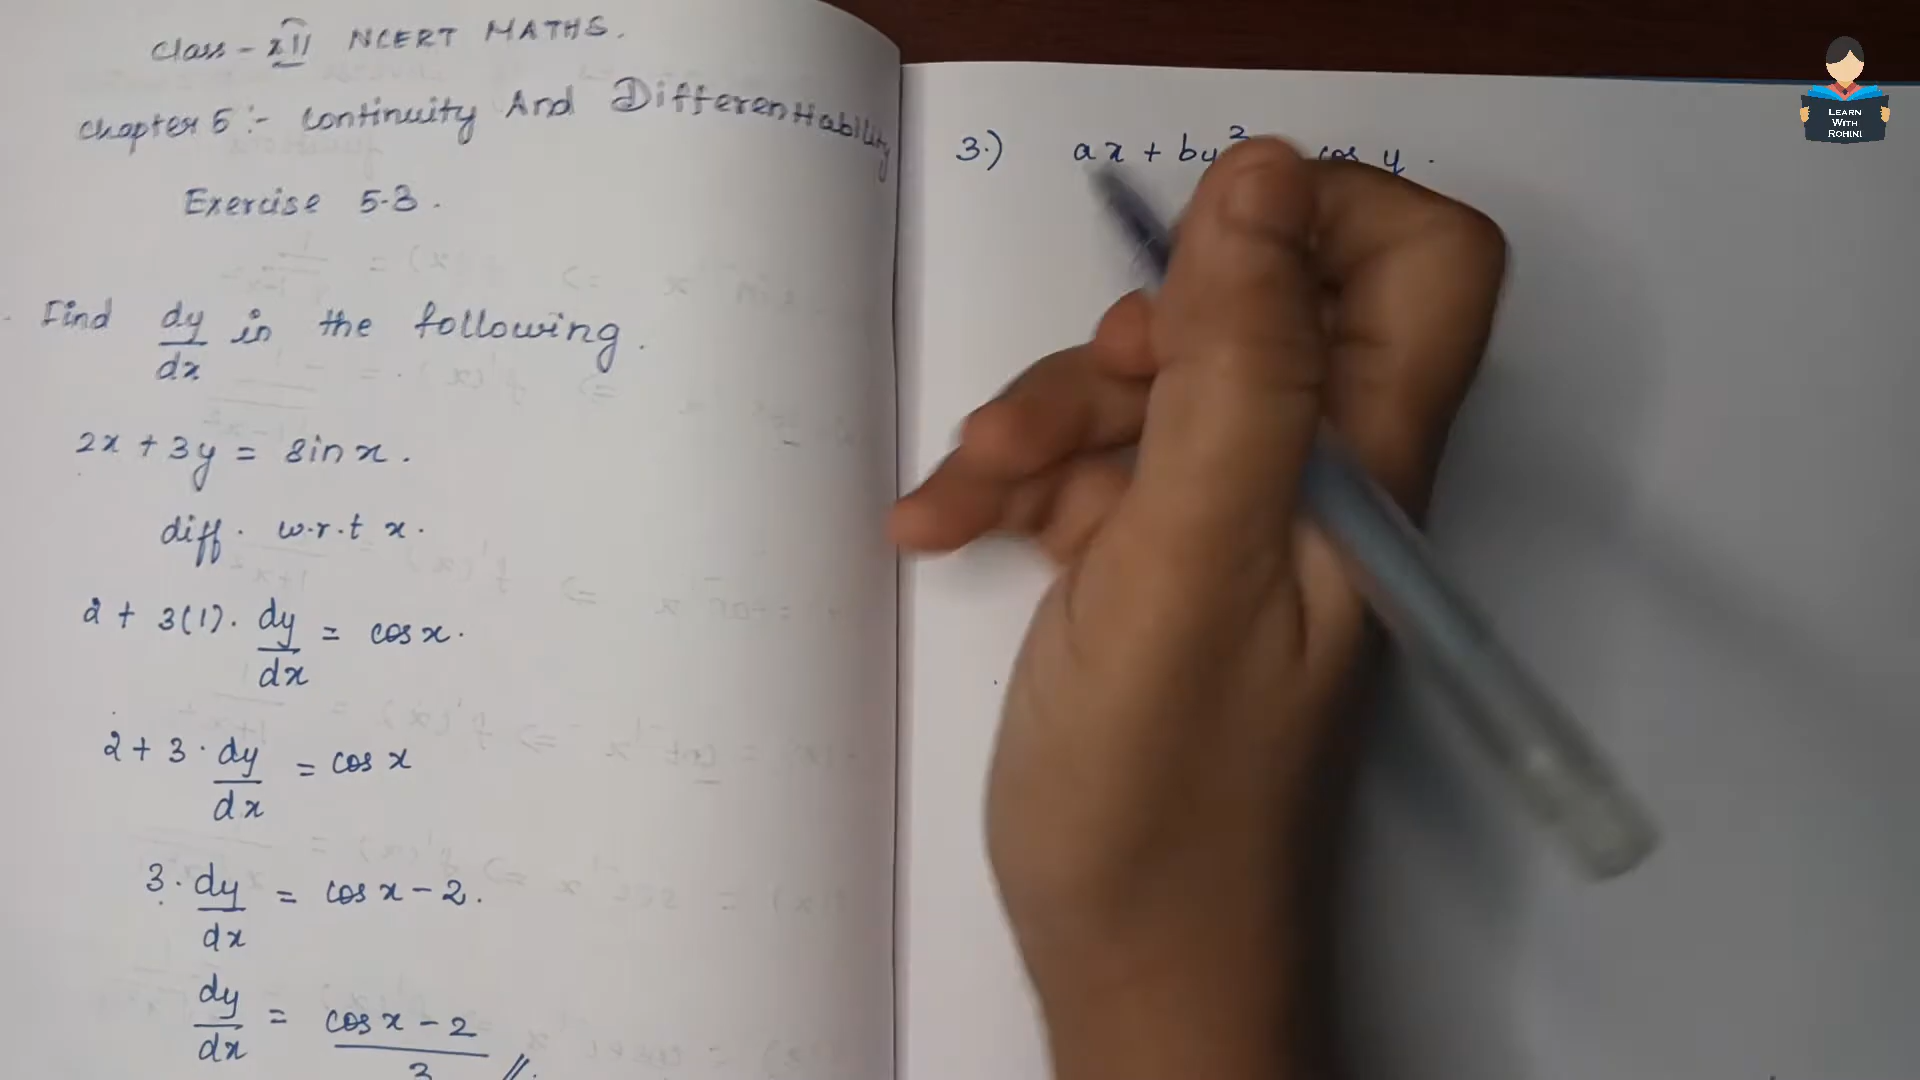 Class - XII NCERT MATHS.
Chapter 5 :- Continuity And Differentiability
Exercise 5.3.
Find dy/dx in the following.
2x + 3y = sin x.
diff. w.r.t x.
2 + 3(1). dy/dx = cos x.
2 + 3. dy/dx = cos x
3. dy/dx = cos x - 2.
dy/dx = cos x - 2 / 3 //.
3.) ax + by² cos y.
LEARN
WITH
ROHINI